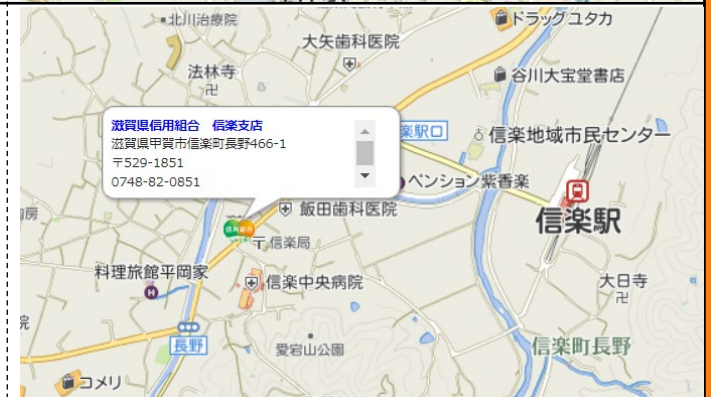 北川治療院
ドラッグユタカ
大矢歯科医院
法林寺
谷川大宝堂書店
滋賀県信用組合　信楽支店
滋賀県甲賀市信楽町長野466-1
〒529-1851
0748-82-0851
楽駅口
信楽地域市民センター
ペンション紫香楽
飯田歯科医院
信楽駅
信用組合
〒信楽局
料理旅館平岡家
H
信楽中央病院
大日寺
長野
愛宕山公園
信楽町長野
コメリ